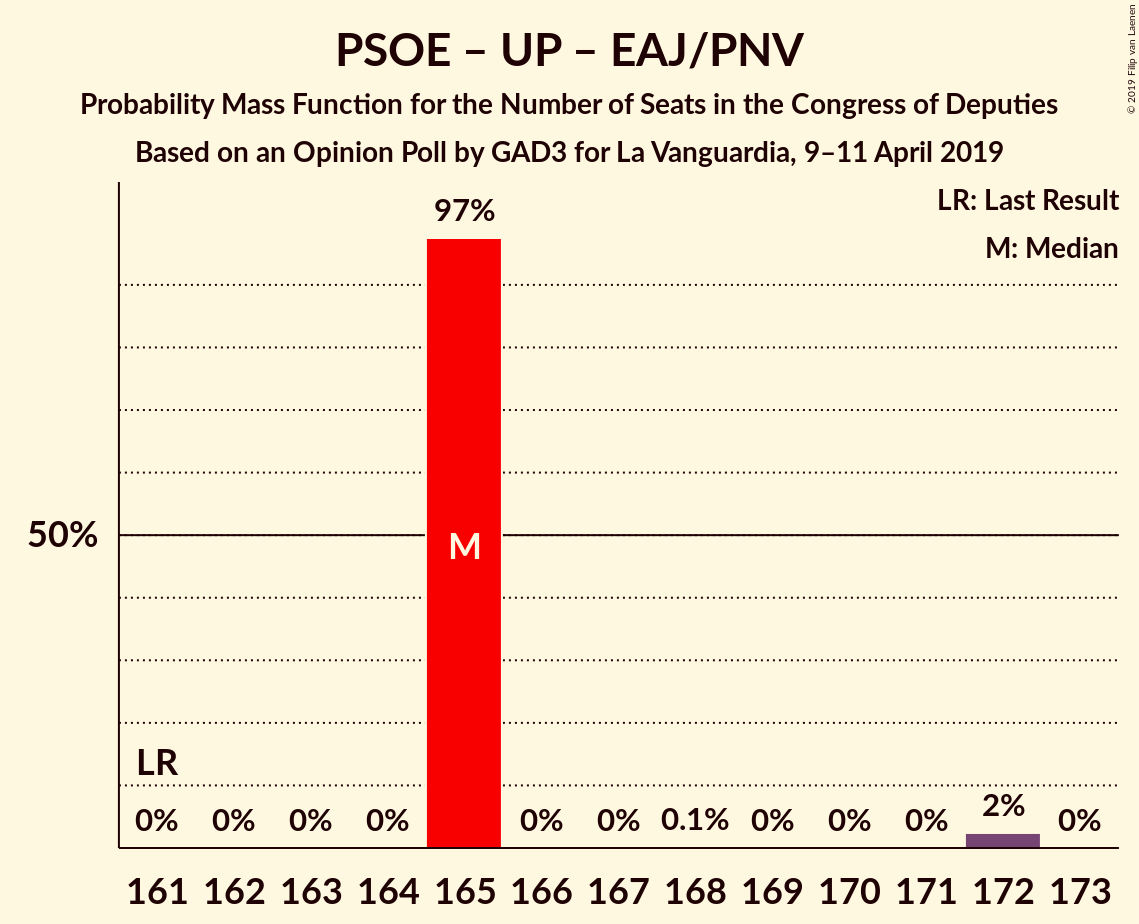 PSOE – UP – EAJ/PNV
Probability Mass Function for the Number of Seats in the Congress of Deputies
Based on an Opinion Poll by GAD3 for La Vanguardia, 9–11 April 2019
© 2019 Filip van Laenen
LR: Last Result
M: Median
97%
50%
M
LR
0% 0% 0% 0% 0% 0% 0.1% 0% 0% 0% 2% 0%
161 162 163 164 165 166 167 168 169 170 171 172 173